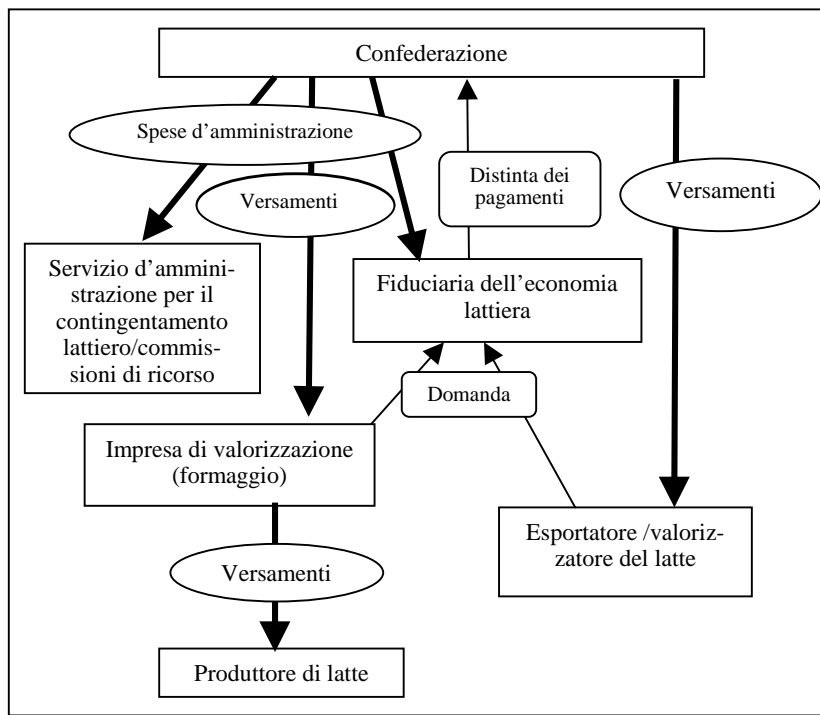 Confederazione
Spese d'amministrazione
Distinta dei
pagamenti
Versamenti
Versamenti
Servizio d'ammini-
strazione per il
contingentamento
lattiero/commis-
sioni di ricorso
Fiduciaria dell'economia
lattiera
Domanda
Impresa di valorizzazione
(formaggio)
Esportatore /valoriz-
zatore del latte
Versamenti
Produttore di latte